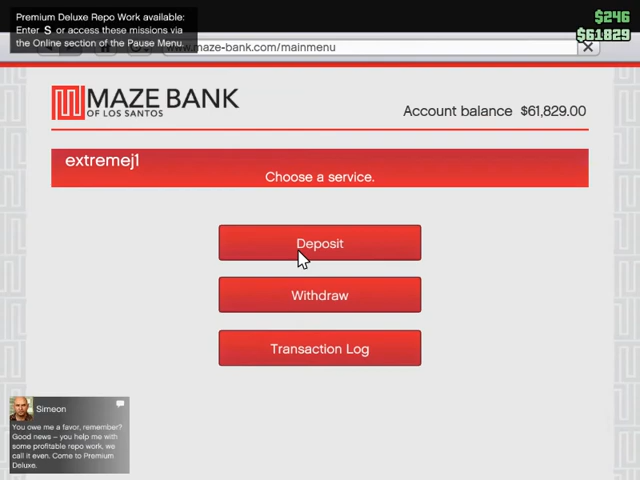 Premium Deluxe Repo Work available:
Enter S or access these missions via
the Online section of the Pause Menu.
$246
$61829
www.maze-bank.com/mainmenu
MAZE BANK
OF LOS SANTOS
Account balance $61,829.00
extremej1
Choose a service.
Deposit
Withdraw
Transaction Log
Simeon
You owe me a favor, remember?
Good news – you help me with
some profitable repo work, we
call it even. Come to Premium
Deluxe.